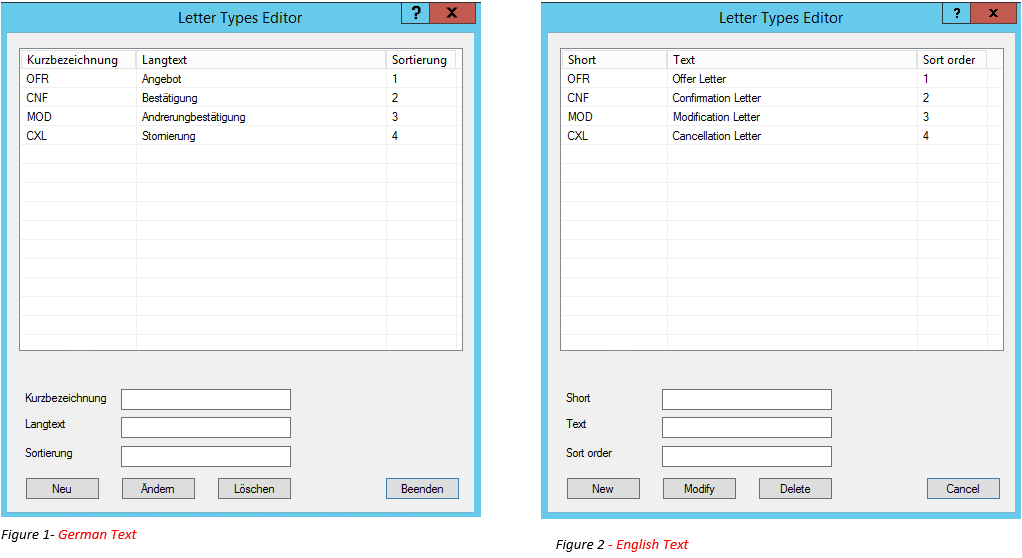 Letter Types Editor ? X
Kurzbezeichnung Langtext Sortierung
OFR Angebot 1
CNF Bestätigung 2
MOD Andrerungbestätigung 3
CXL Stornierung 4
Kurzbezeichnung
Langtext
Sortierung
Neu Ändern Löschen Beenden
Figure 1- German Text
Letter Types Editor ? X
Short Text Sort order
OFR Offer Letter 1
CNF Confirmation Letter 2
MOD Modification Letter 3
CXL Cancellation Letter 4
Short
Text
Sort order
New Modify Delete Cancel
Figure 2 - English Text